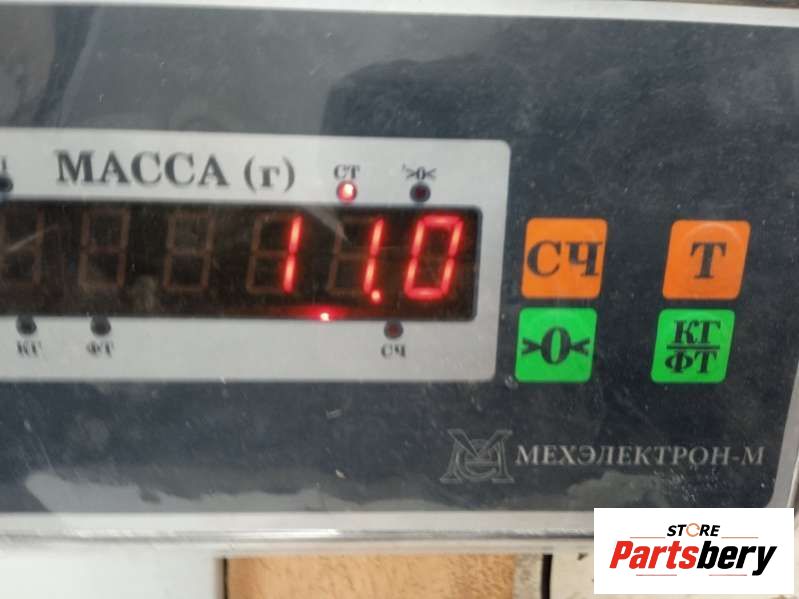 МАССА (г)
СТ
>0<
11.0
КГ
ФТ
СЧ
СЧ
Т
>0<
КГ
ФТ
МЕХЭЛЕКТРОН-М
STORE
Partsbery